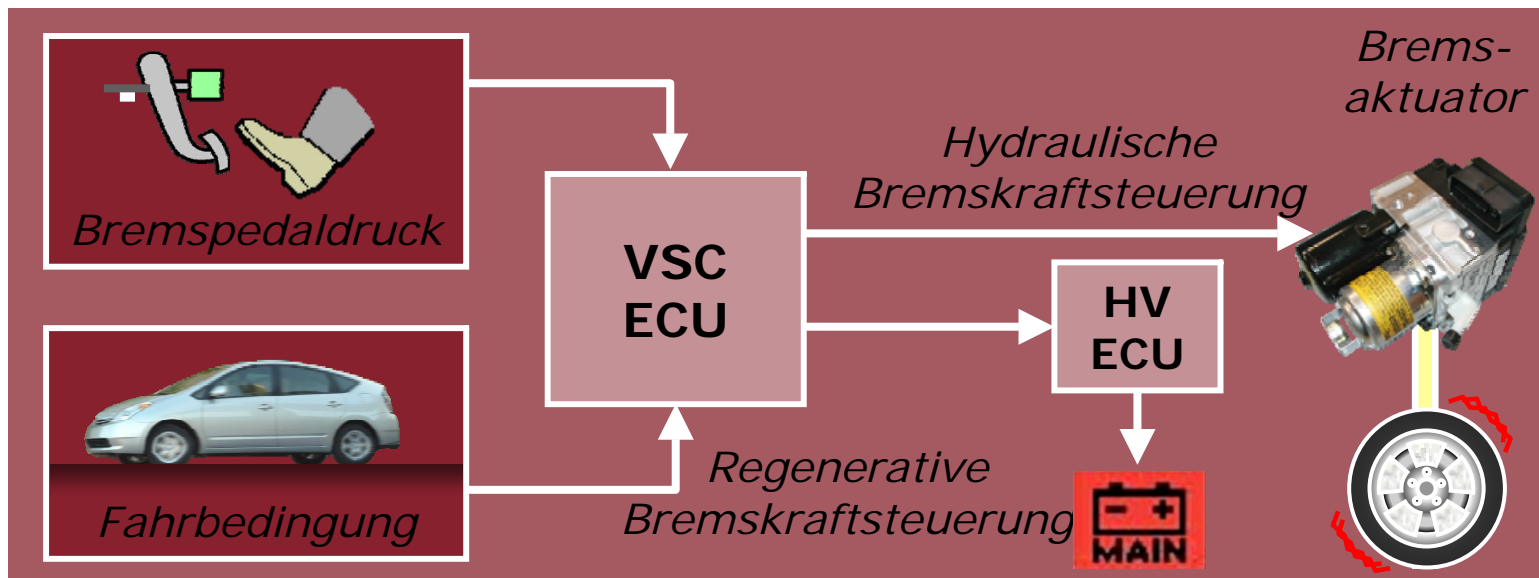 Bremspedaldruck
Fahrbedingung
VSC
ECU
Hydraulische
Bremskraftsteuerung
HV
ECU
Regenerative
Bremskraftsteuerung
- +
MAIN
Brems-
aktuator